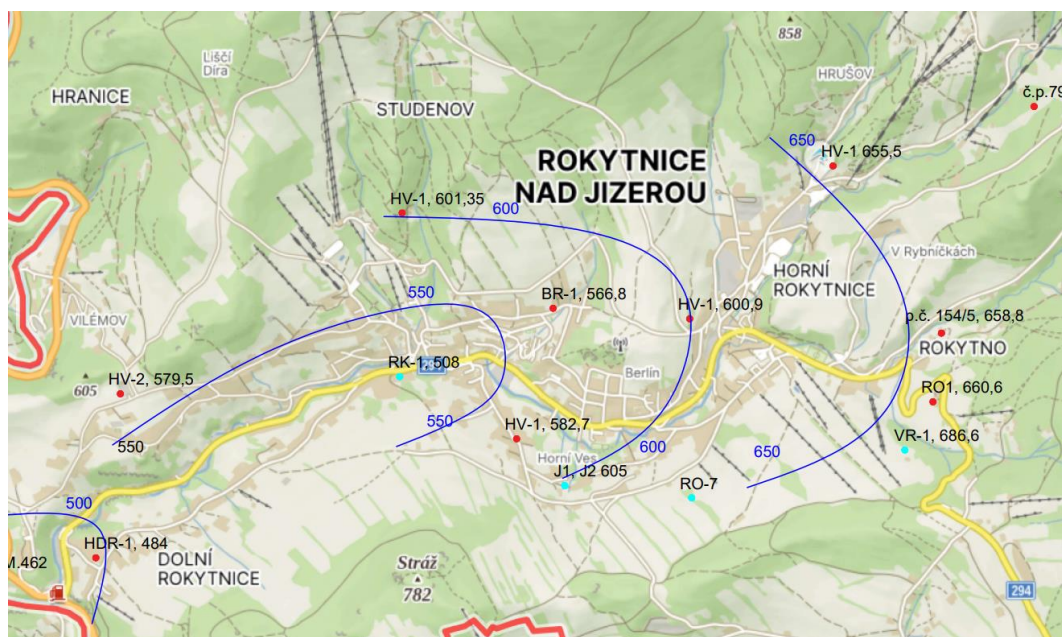 858
Liščí
Díra
HRUŠOV
HRANICE
č.p.79
STUDENOV
650
ROKYTNICE
NAD JIZEROU
HV-1 655,5
HV-1, 601,35
600
V Rybníčkách
HORNÍ
ROKYTNICE
550
BR-1, 566,8
HV-1, 600,9
VILÉMOV
p.č. 154/5, 658,8
ROKYTNO
RK-1, 508
Berlín
605
HV-2, 579,5
RO1, 660,6
550
HV-1, 582,7
550
600
650
VR-1, 686,6
Horní Ves
J1, J2 605
RO-7
500
HDR-1, 484
DOLNÍ
ROKYTNICE
M.462
Stráž
782
294